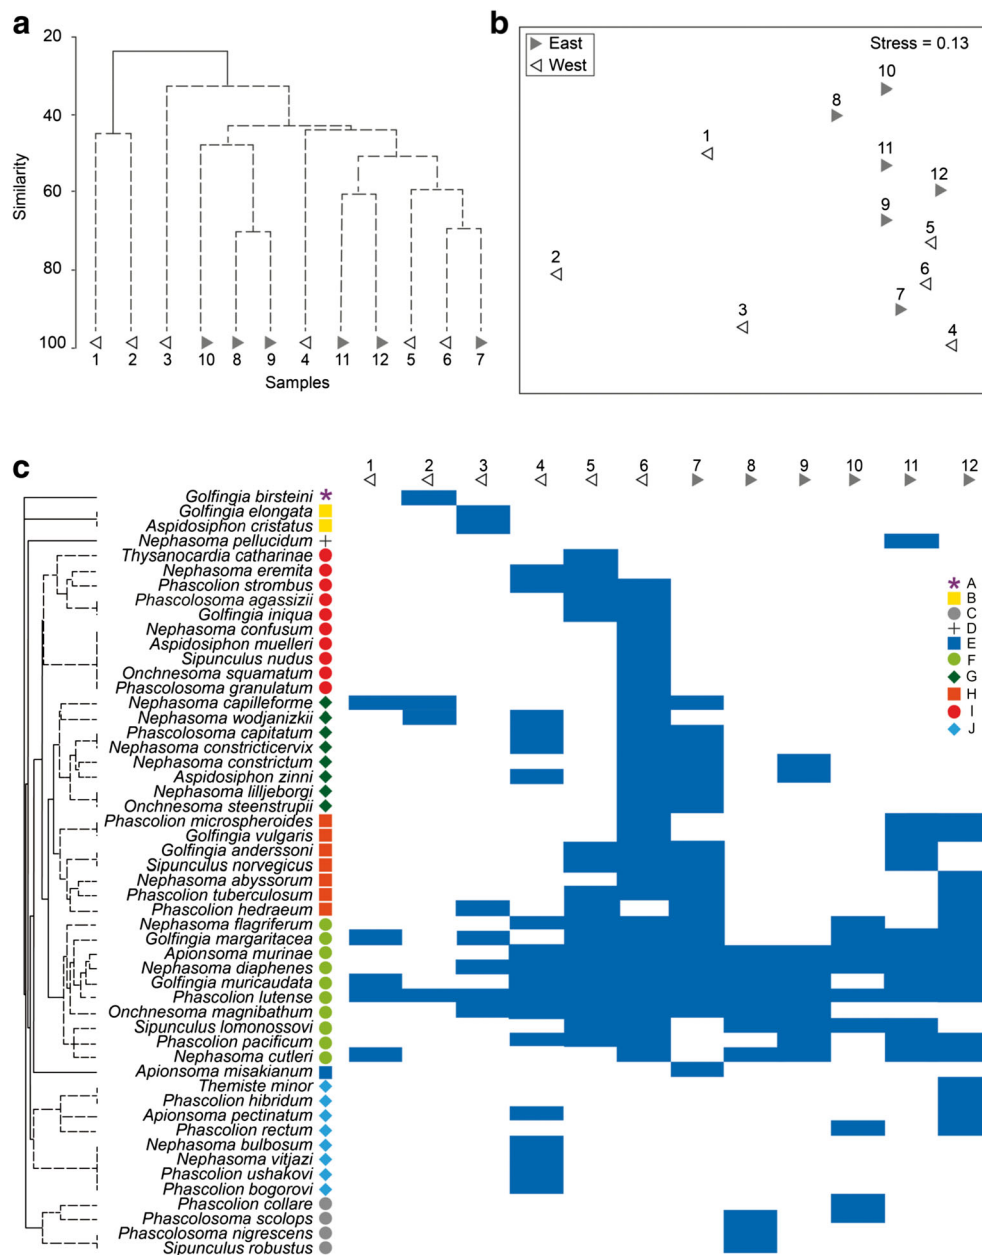 a
20
40
60
80
100
Similarity
1 2 3 10 8 9 4 11 12 5 6 7
Samples
b
East
West
Stress = 0.13
10
8
1
11
12
9
5
2
6
7
3
4
c
1 2 3 4 5 6 7 8 9 10 11 12
Golfingia birsteini
Golfingia elongata
Aspidosiphon cristatus
Nephasoma pellucidum
Thysanocardia catharinae
Nephasoma eremita
Phascolion strombus
Phascolosoma agassizii
Golfingia iniqua
Nephasoma confusum
Aspidosiphon muelleri
Sipunculus nudus
Onchnesoma squamatum
Phascolosoma granulatum
Nephasoma capilleforme
Nephasoma wodjanizkii
Phascolosoma capitatum
Nephasoma constricticervix
Nephasoma constrictum
Aspidosiphon zinni
Nephasoma lilljeborgi
Onchnesoma steenstrupii
Phascolion microspheroides
Golfingia vulgaris
Golfingia anderssoni
Sipunculus norvegicus
Nephasoma abyssorum
Phascolion tuberculosum
Phascolion hedraeum
Nephasoma flagriferum
Golfingia margaritacea
Apionsoma murinae
Nephasoma diaphenes
Golfingia muricaudata
Phascolion lutense
Onchnesoma magnibathum
Sipunculus lomonossovi
Phascolion pacificum
Nephasoma cutleri
Apionsoma misakianum
Themiste minor
Phascolion hibridum
Apionsoma pectinatum
Phascolion rectum
Nephasoma bulbosum
Nephasoma vitjazi
Phascolion ushakovi
Phascolion bogorovi
Phascolion collare
Phascolosoma scolops
Phascolosoma nigrescens
Sipunculus robustus
A
B
C
D
E
F
G
H
I
J